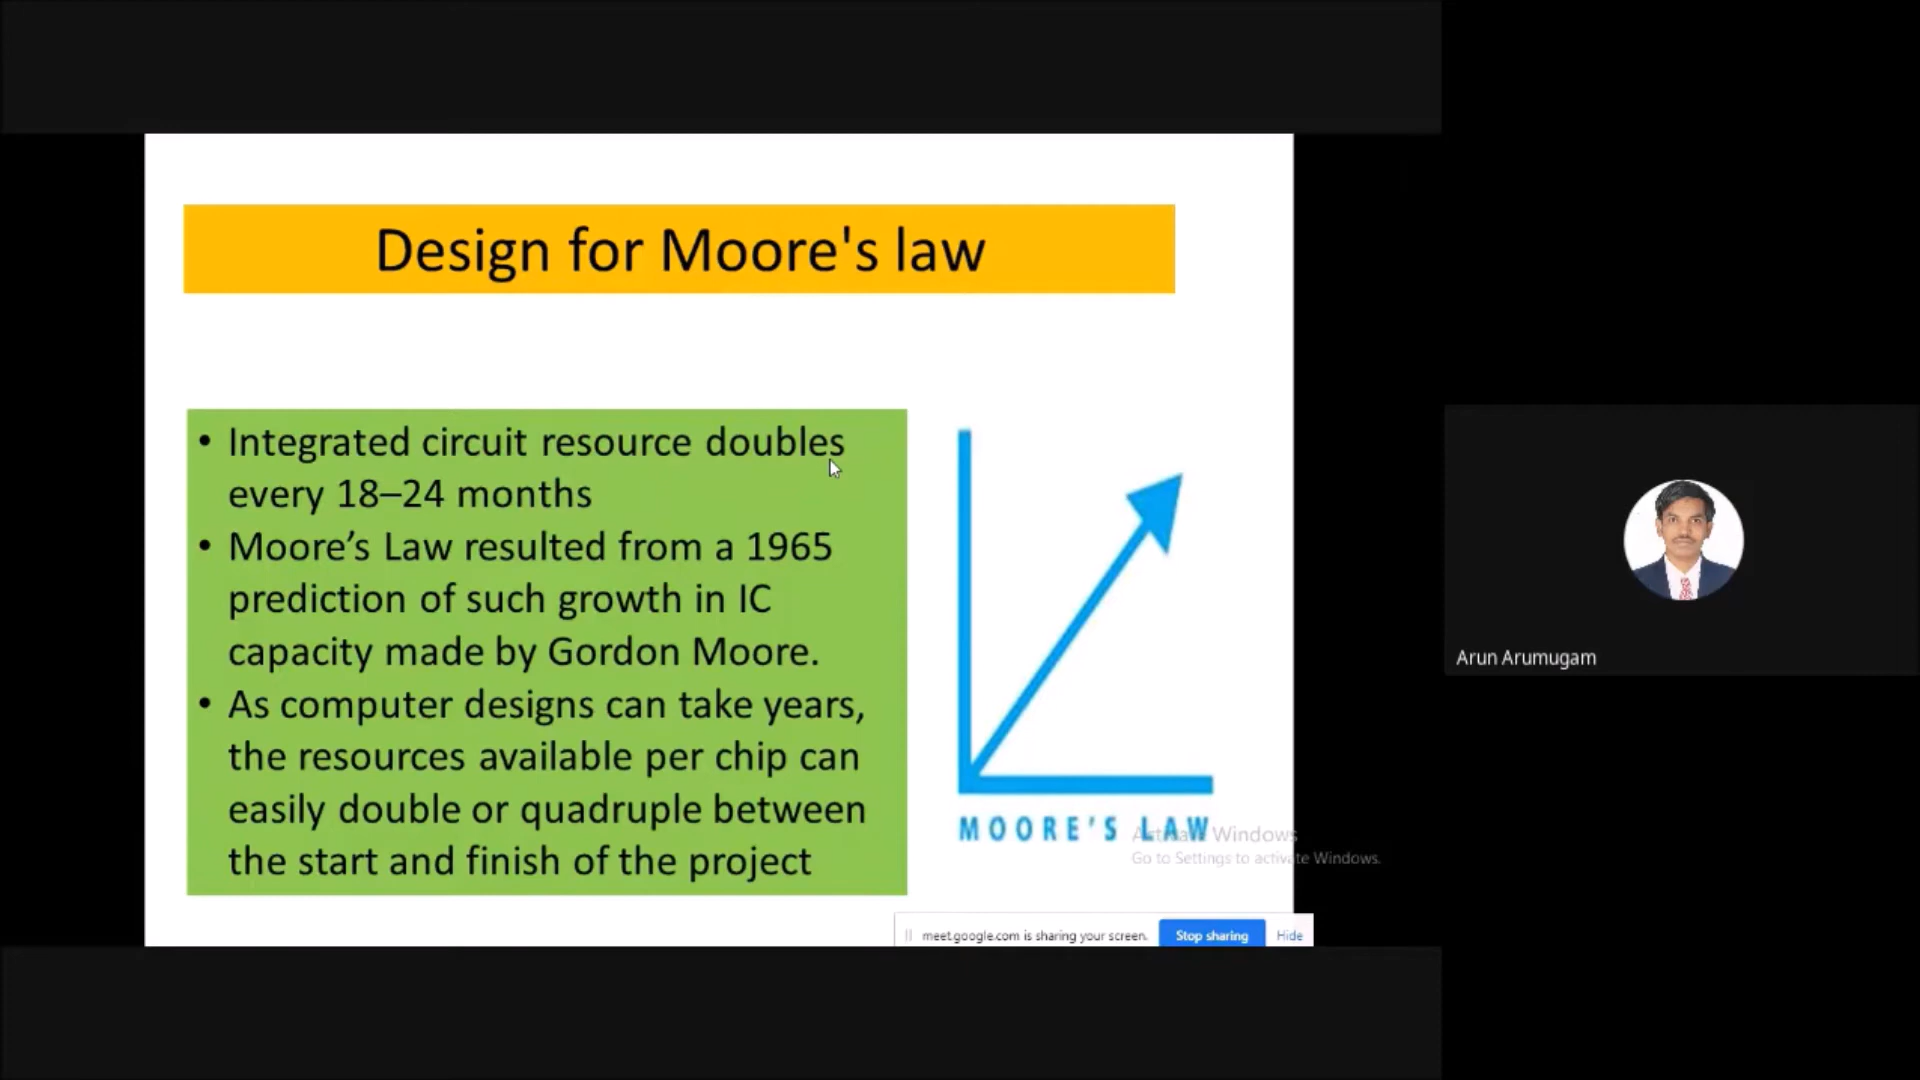 Design for Moore's law
• Integrated circuit resource doubles
every 18–24 months
• Moore’s Law resulted from a 1965
prediction of such growth in IC
capacity made by Gordon Moore.
• As computer designs can take years,
the resources available per chip can
easily double or quadruple between
the start and finish of the project
MOORE'S LAW
Activate Windows
Go to Settings to activate Windows.
meet.google.com is sharing your screen.
Stop sharing
Hide
Arun Arumugam